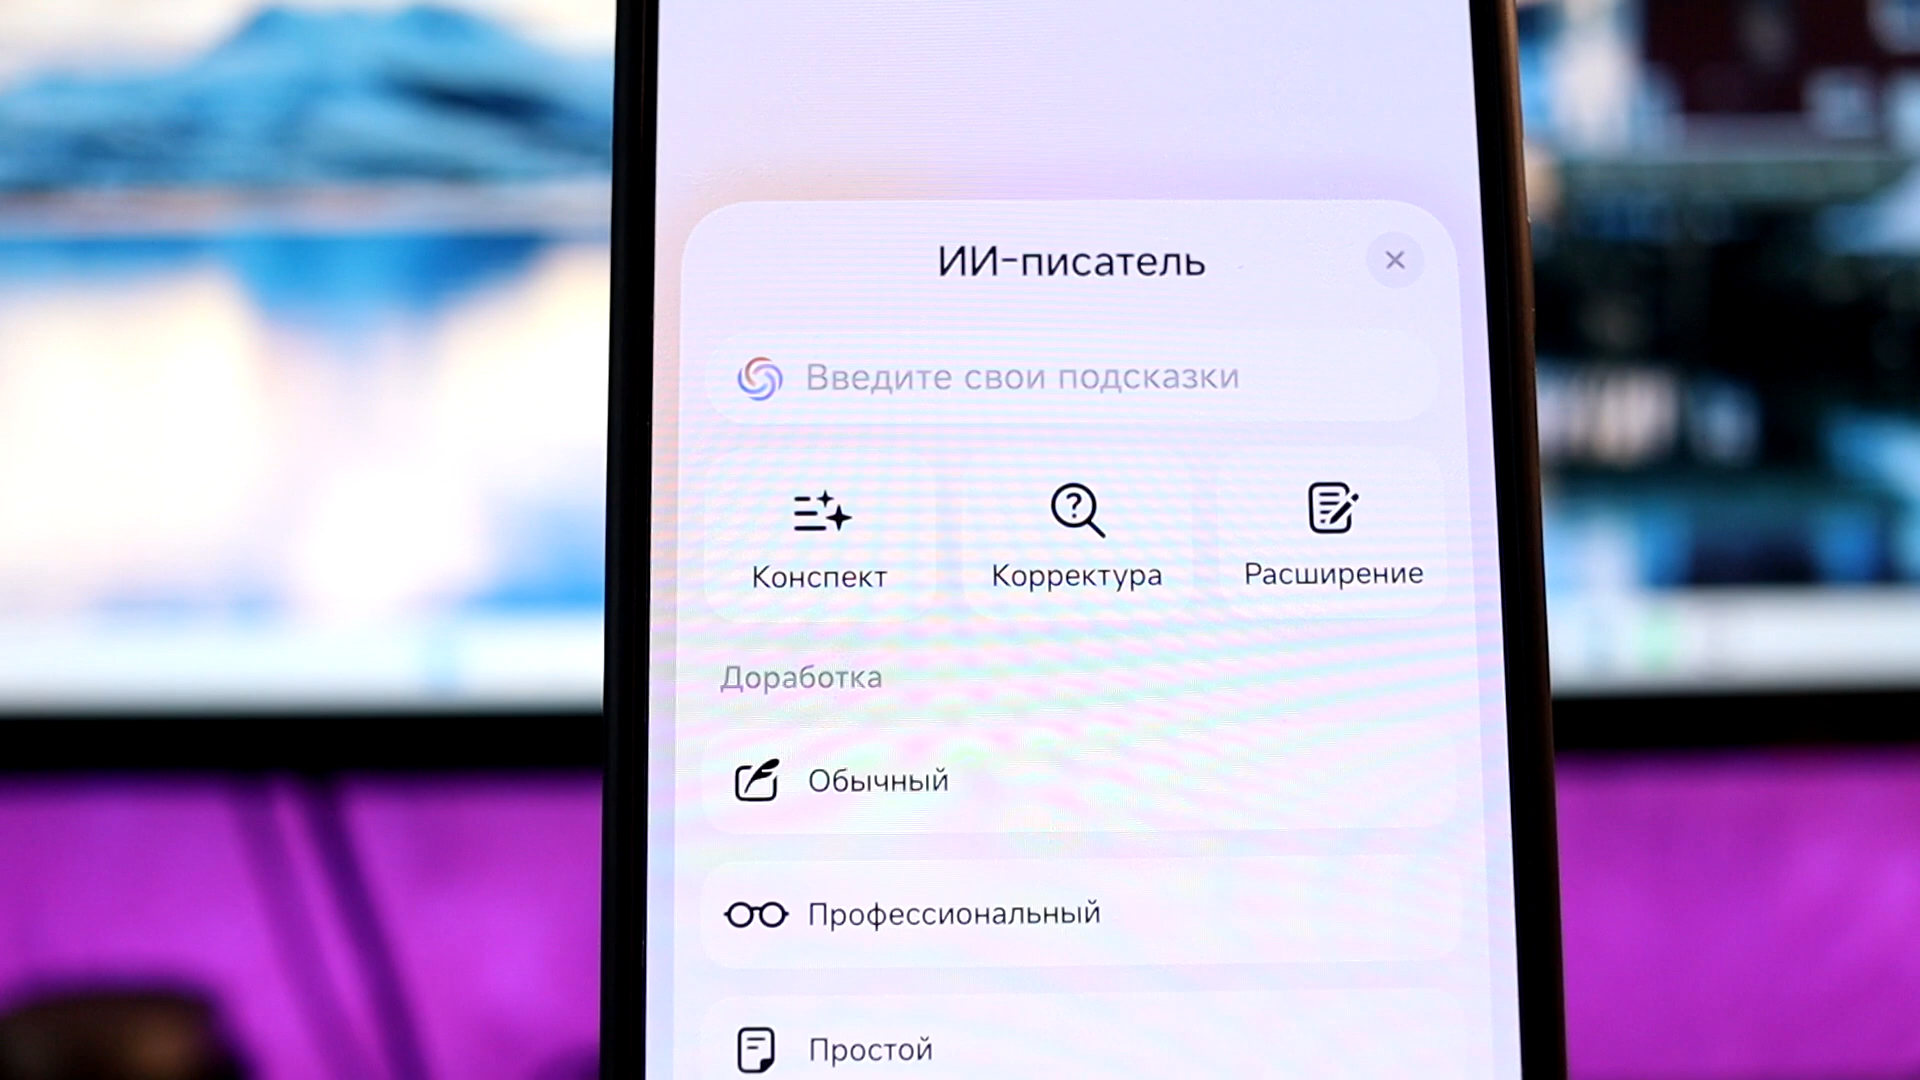 ИИ-писатель
Введите свои подсказки
Конспект
Корректура
Расширение
Доработка
Обычный
Профессиональный
Простой